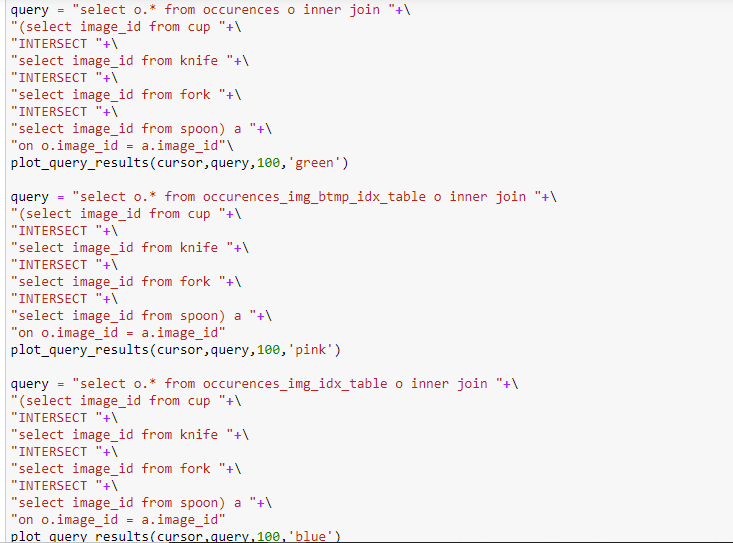 query = "select o.* from occurences o inner join "+\
"(select image_id from cup "+\
"INTERSECT "+\
"select image_id from knife "+\
"INTERSECT "+\
"select image_id from fork "+\
"INTERSECT "+\
"select image_id from spoon) a "+\
"on o.image_id = a.image_id"\
plot_query_results(cursor,query,100,'green')
query = "select o.* from occurences_img_btmp_idx_table o inner join "+\
"(select image_id from cup "+\
"INTERSECT "+\
"select image_id from knife "+\
"INTERSECT "+\
"select image_id from fork "+\
"INTERSECT "+\
"select image_id from spoon) a "+\
"on o.image_id = a.image_id"
plot_query_results(cursor,query,100,'pink')
query = "select o.* from occurences_img_idx_table o inner join "+\
"(select image_id from cup "+\
"INTERSECT "+\
"select image_id from knife "+\
"INTERSECT "+\
"select image_id from fork "+\
"INTERSECT "+\
"select image_id from spoon) a "+\
"on o.image_id = a.image_id"
plot_query_results(cursor,query,100,'blue')